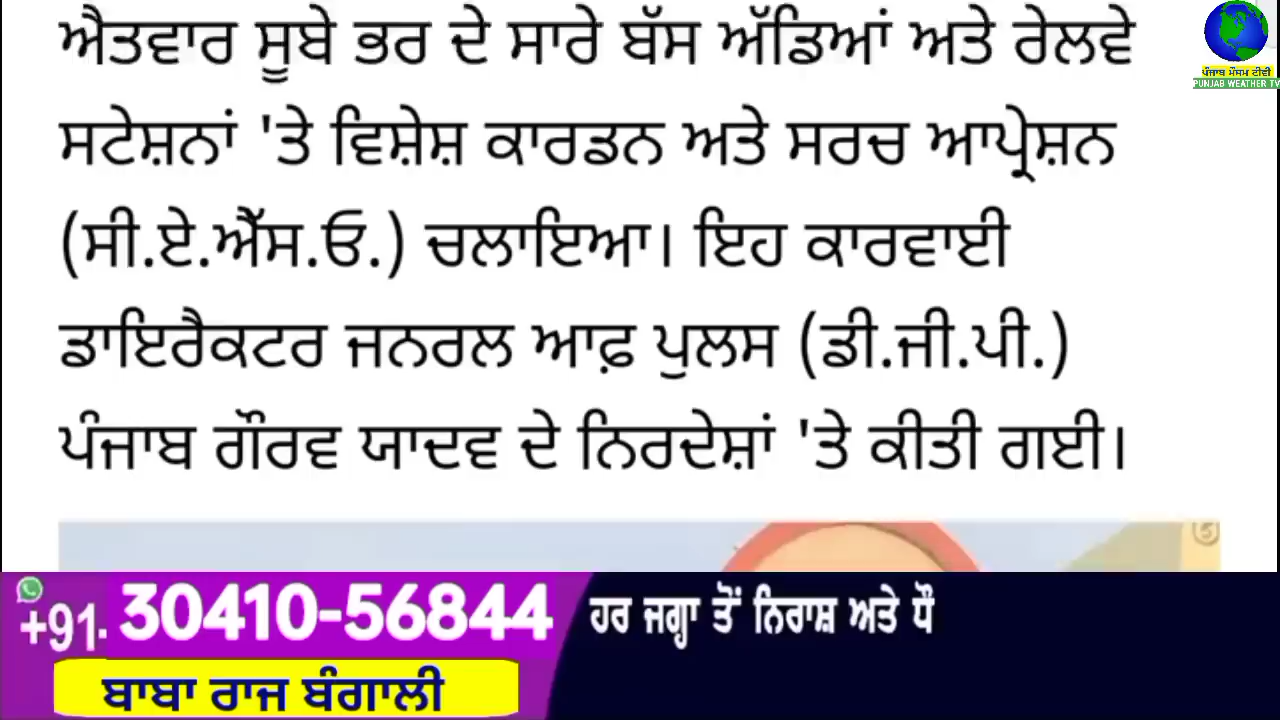 ਐਤਵਾਰ ਸੂਬੇ ਭਰ ਦੇ ਸਾਰੇ ਬੱਸ ਅੱਡਿਆਂ ਅਤੇ ਰੇਲਵੇ
ਸਟੇਸ਼ਨਾਂ 'ਤੇ ਵਿਸ਼ੇਸ਼ ਕਾਰਡਨ ਅਤੇ ਸਰਚ ਆਪ੍ਰੇਸ਼ਨ
(ਸੀ.ਏ.ਐੱਸ.ਓ.) ਚਲਾਇਆ। ਇਹ ਕਾਰਵਾਈ
ਡਾਇਰੈਕਟਰ ਜਨਰਲ ਆਫ਼ ਪੁਲਸ (ਡੀ.ਜੀ.ਪੀ.)
ਪੰਜਾਬ ਗੌਰਵ ਯਾਦਵ ਦੇ ਨਿਰਦੇਸ਼ਾਂ 'ਤੇ ਕੀਤੀ ਗਈ।
ਪੰਜਾਬ ਮੌਸਮ ਟੀਵੀ
PUNJAB WEATHER TV
+91- 30410-56844
ਹਰ ਜਗ੍ਹਾ ਤੋਂ ਨਿਰਾਸ਼ ਅਤੇ ਧੌ
ਬਾਬਾ ਰਾਜ ਬੰਗਾਲੀ